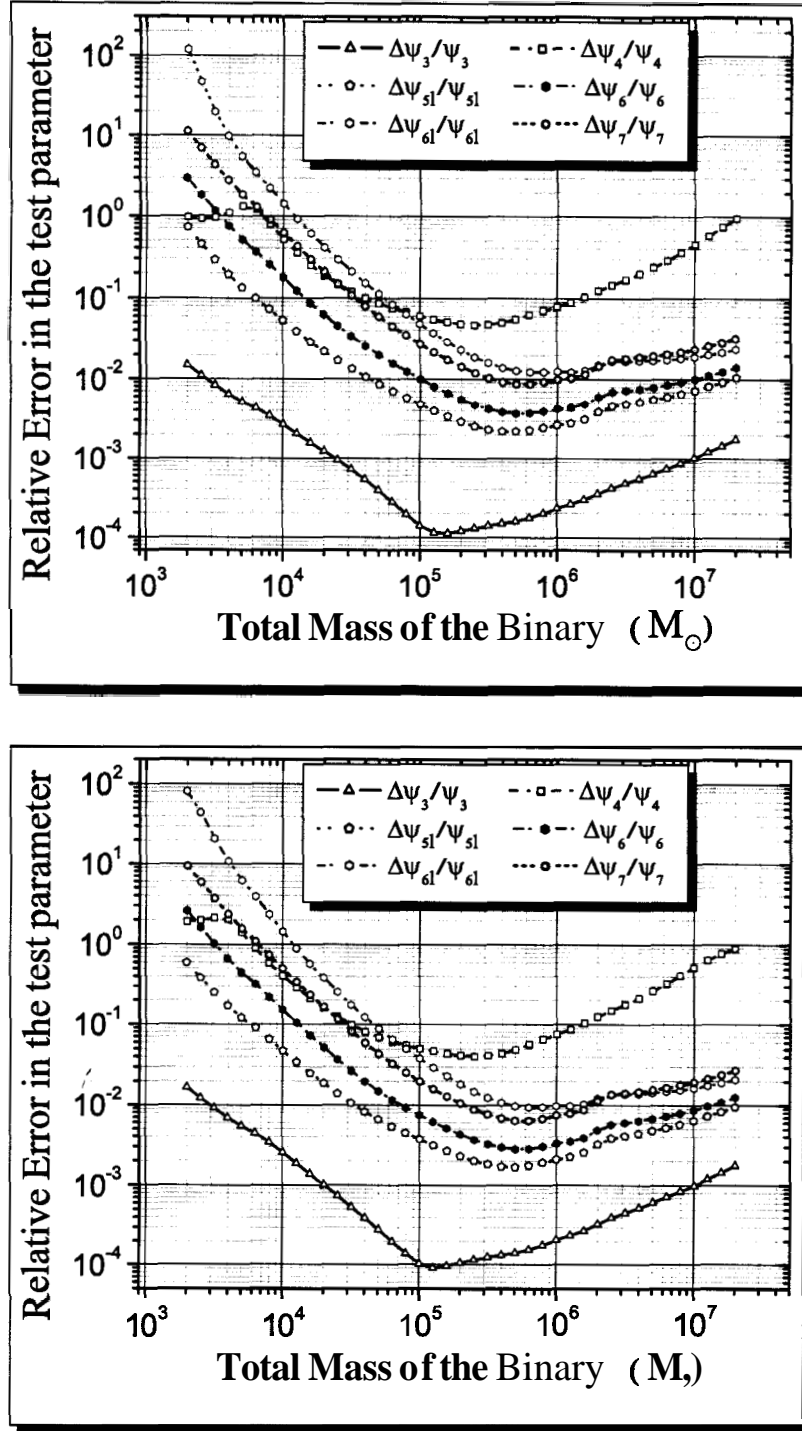 Relative Error in the test parameter
10²
10¹
10⁰
10⁻¹
10⁻²
10⁻³
10⁻⁴
Δψ₃/ψ₃
Δψ₄/ψ₄
Δψ₅ₗ/ψ₅ₗ
Δψ₆/ψ₆
Δψ₆ₗ/ψ₆ₗ
Δψ₇/ψ₇
10³
10⁴
10⁵
10⁶
10⁷
Total Mass of the Binary (M☉)
Relative Error in the test parameter
10²
10¹
10⁰
10⁻¹
10⁻²
10⁻³
10⁻⁴
Δψ₃/ψ₃
Δψ₄/ψ₄
Δψ₅ₗ/ψ₅ₗ
Δψ₆/ψ₆
Δψ₆ₗ/ψ₆ₗ
Δψ₇/ψ₇
10³
10⁴
10⁵
10⁶
10⁷
Total Mass of the Binary (M,)